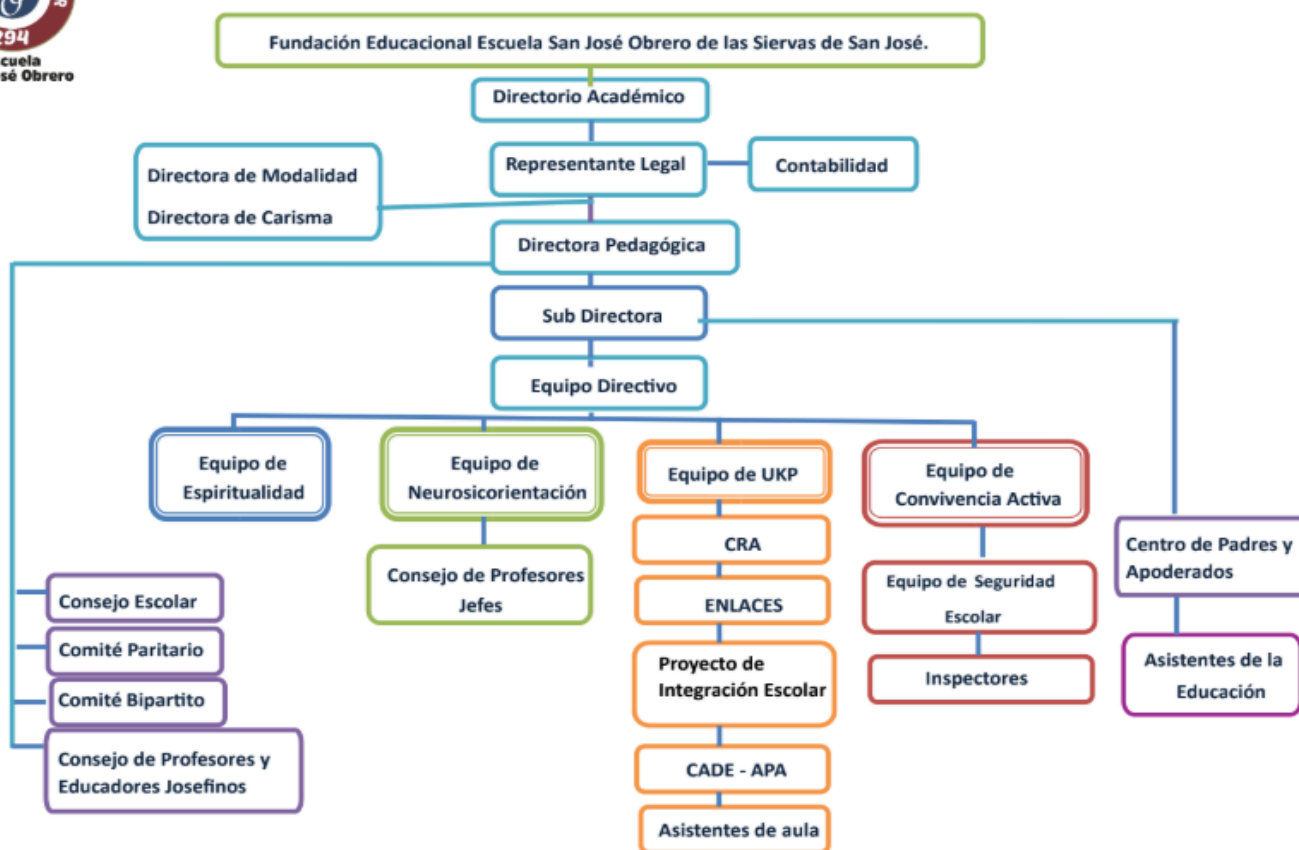 294
José Obrero
Fundación Educacional Escuela San José Obrero de las Siervas de San José.
Directorio Académico
Representante Legal
Contabilidad
Directora de Modalidad
Directora de Carisma
Directora Pedagógica
Sub Directora
Equipo Directivo
Equipo de
Espiritualidad
Equipo de
Neurosicorientación
Equipo de UKP
Equipo de
Convivencia Activa
Consejo de Profesores
Jefes
CRA
ENLACES
Proyecto de
Integración Escolar
CADE - APA
Asistentes de aula
Equipo de Seguridad
Escolar
Inspectores
Centro de Padres y
Apoderados
Asistentes de la
Educación
Consejo Escolar
Comité Paritario
Comité Bipartito
Consejo de Profesores y
Educadores Josefinos